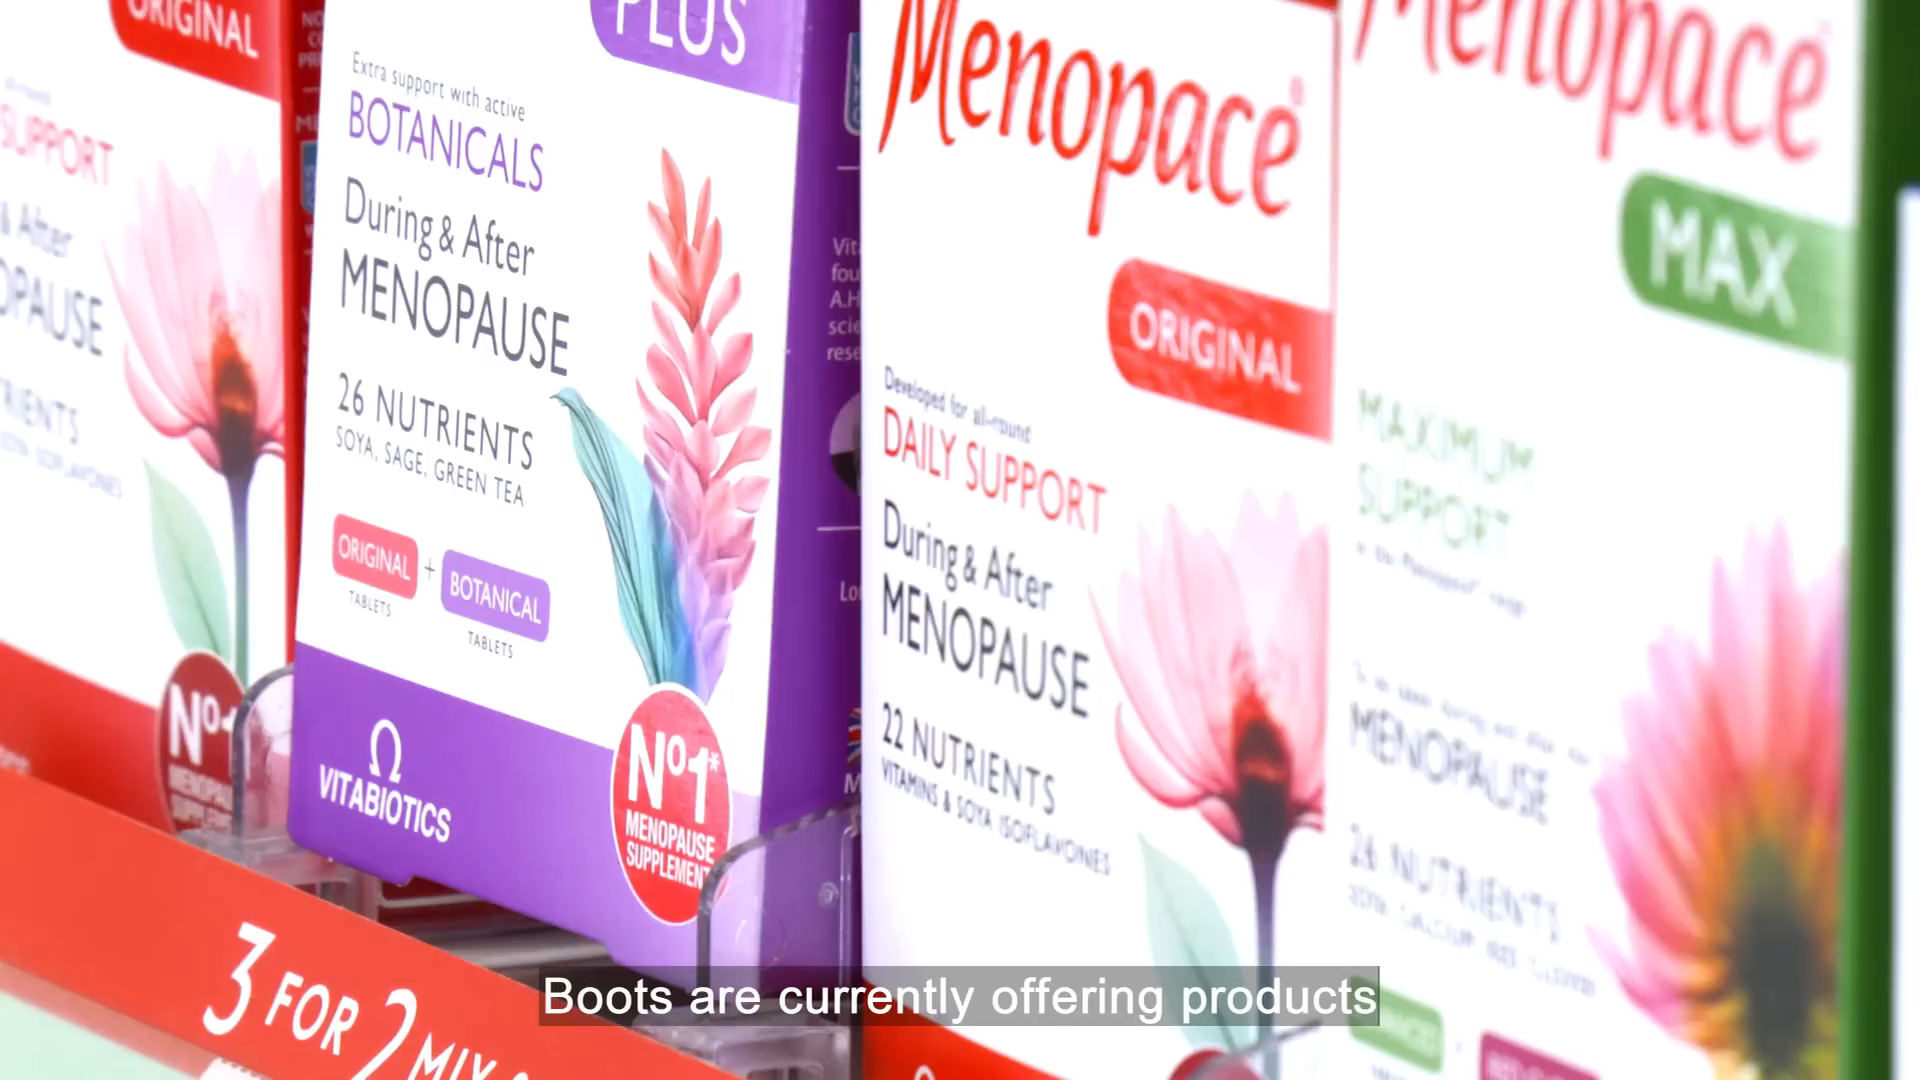 ORIGINAL
SUPPORT
& After
PLUS
Extra support with active
BOTANICALS
During & After
MENOPAUSE
26 NUTRIENTS
SOYA, SAGE, GREEN TEA
ORIGINAL + BOTANICAL
TABLETS
TABLETS
VITABIOTICS
Nº1*
MENOPAUSE
SUPPLEMENT
Nº1
Menopace®
ORIGINAL
Developed for all-round
DAILY SUPPORT
During & After
MENOPAUSE
22 NUTRIENTS
VITAMINS & SOYA ISOFLAVONES
Menopace
MAX
MAXIMUM
SUPPORT
MENOPAUSE
26 NUTRIENTS
3 FOR 2 MIX
Boots are currently offering products